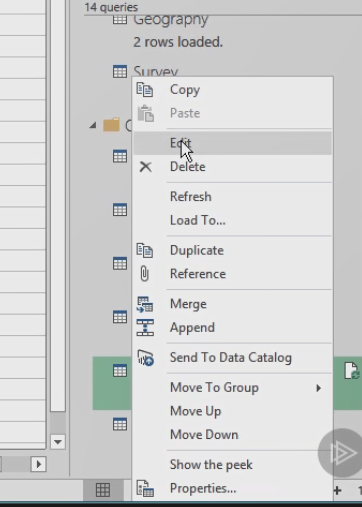 14 queries
Geography
2 rows loaded.
Survey
Copy
Paste
Edit
Delete
Refresh
Load To...
Duplicate
Reference
Merge
Append
Send To Data Catalog
Move To Group
Move Up
Move Down
Show the peek
Properties...